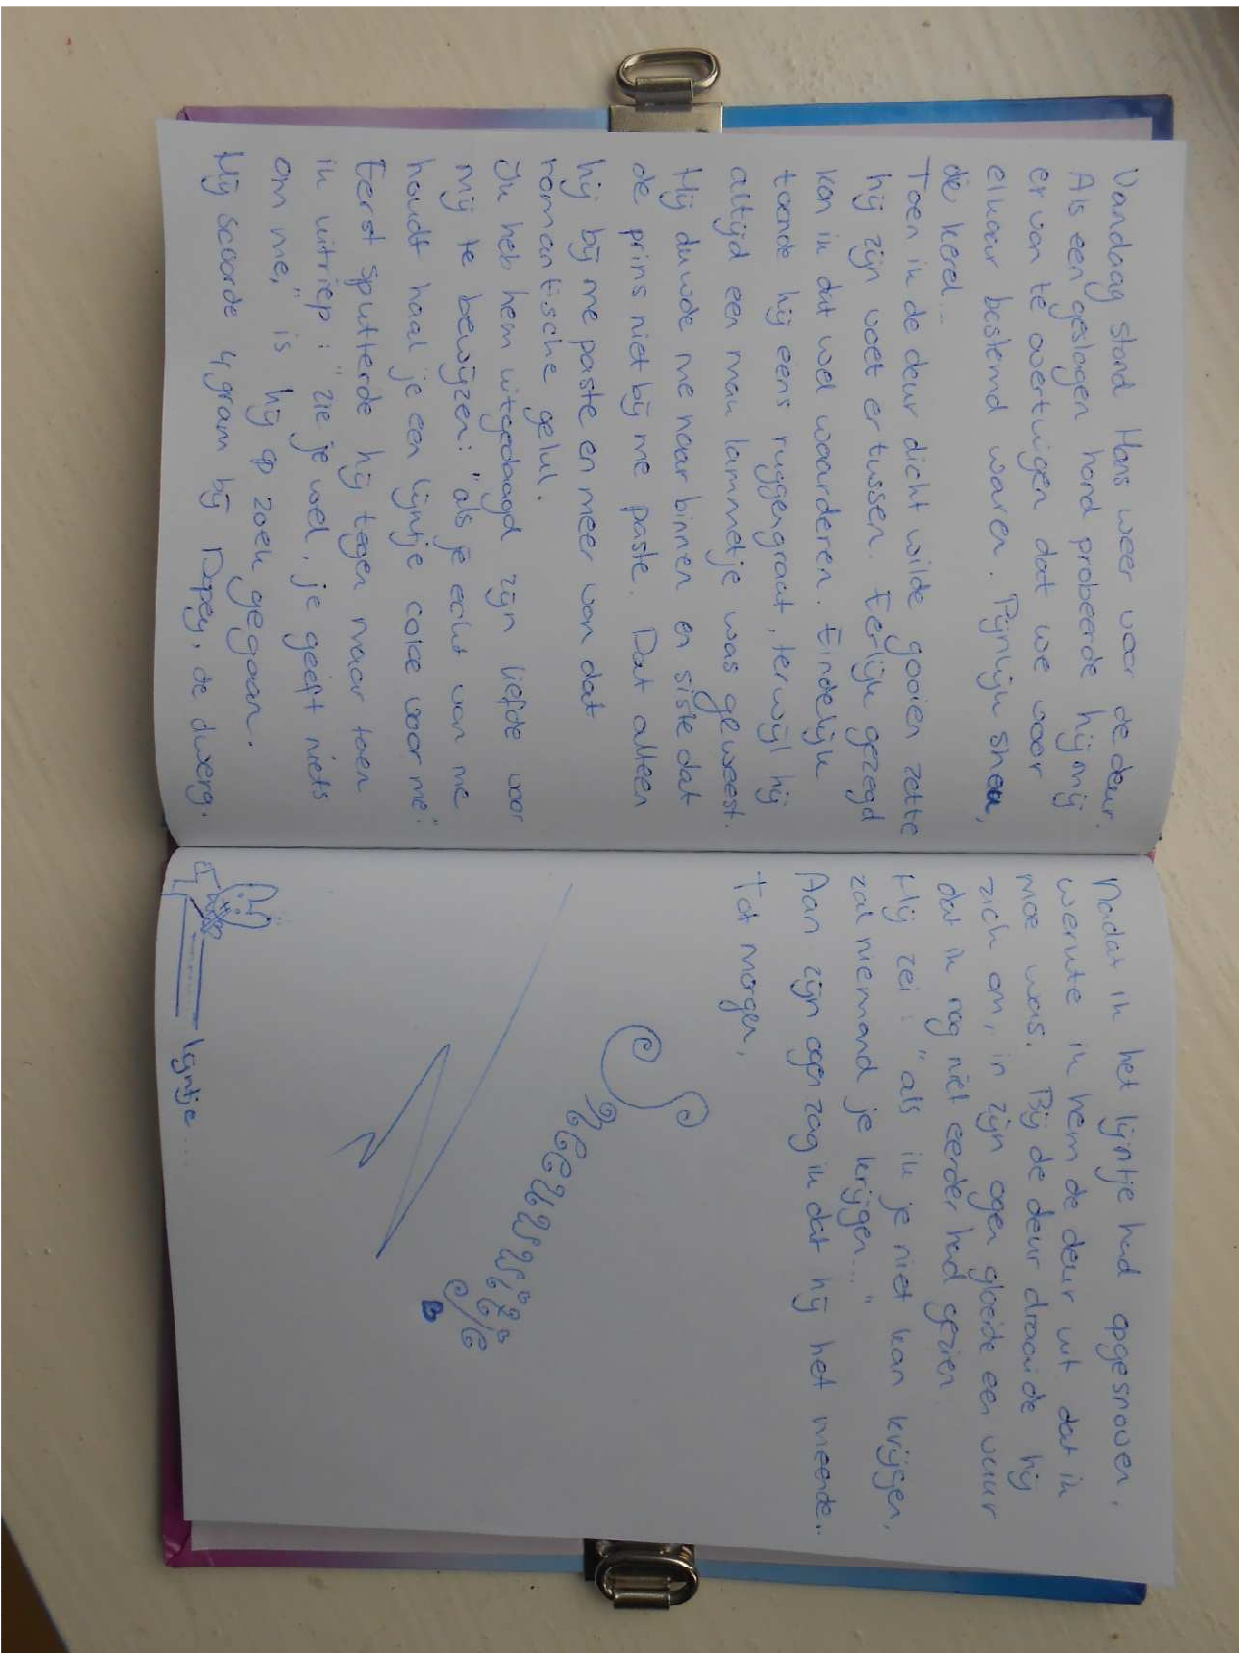 Vandaag stond Hans weer voor de deur.
Als een geslagen hond probeerde hij mij
er van te overtuigen dat we voor
elkaar bestemd waren. Pijnlijk
de kerel...
Toen ik de deur dicht wilde gooien zette
hij zijn voet er tussen. Eerlijk gezegd
kon ik dat wel waarderen. Eindelijk
toonde hij eens ruggengraat, terwijl hij
altijd een mak lammetje was geweest.
Hij duwde me naar binnen en siste dat
de prins niet bij me paste. Dat alleen
hij bij me paste en meer van dat
romantische gelul.
Ik heb hem uitgedaagd zijn liefde voor
mij te bewijzen: "als je echt van me
houdt haal je een lijntje coke voor me."
Eerst sputterde hij tegen maar toen
ik uitriep: "zie je wel, je geeft niets
om me," is hij op zoek gegaan.
Hij scoorde 4 gram bij Dopey, de dwerg.
Nadat ik het lijntje had opgesnoven,
werkte ik hem de deur uit dat ik
moe was. Bij de deur draaide hij
zich om, in zijn ogen gloeide een vuur
dat ik nog niet eerder had gezien.
Hij zei: "als ik je niet kan krijgen,
zal niemand je krijgen..."
Aan zijn ogen zag ik dat hij het meende..
Tot morgen,
lijntje....